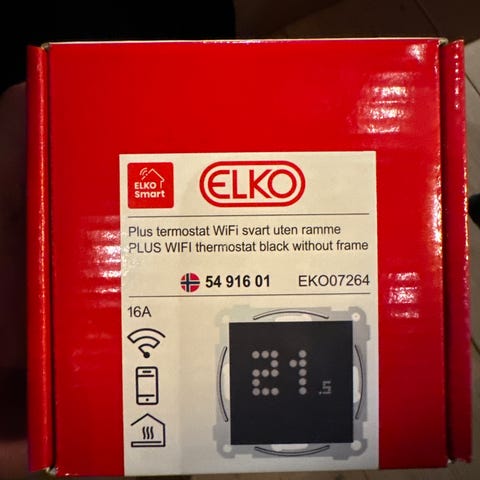 ELKO
Smart
ELKO
Plus termostat WiFi svart uten ramme
PLUS WIFI thermostat black without frame
54 916 01 EKO07264
16A
21.5